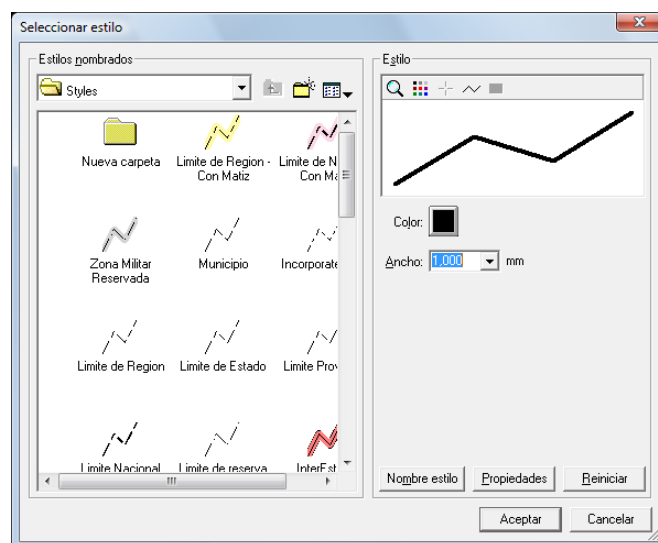 Seleccionar estilo
Estilos nombrados
Styles
Nueva carpeta
Limite de Region -
Con Matiz
Limite de N
Con Ma
Zona Militar
Reservada
Municipio
Incorporate
Limite de Region
Limite de Estado
Limite Prov
Limite Nacional
Limite de reserva
InterEst
Estilo
Color:
Ancho:
1,000
mm
Nombre estilo
Propiedades
Reiniciar
Aceptar
Cancelar